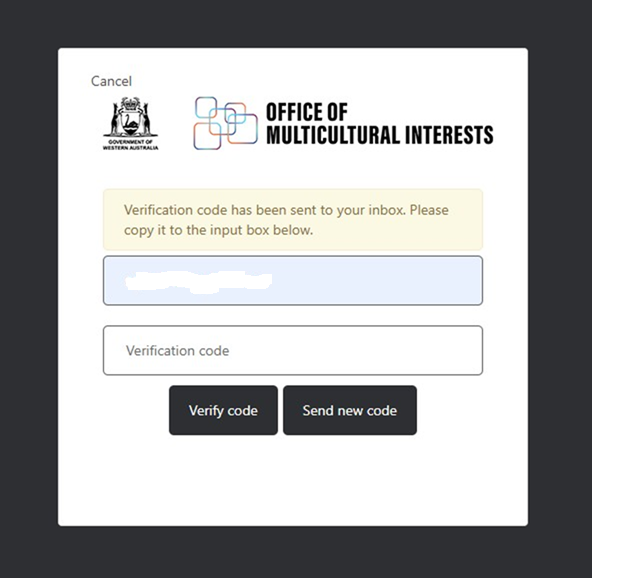 Cancel
GOVERNMENT OF
WESTERN AUSTRALIA
OFFICE OF
MULTICULTURAL INTERESTS
Verification code has been sent to your inbox. Please
copy it to the input box below.
Verification code
Verify code
Send new code